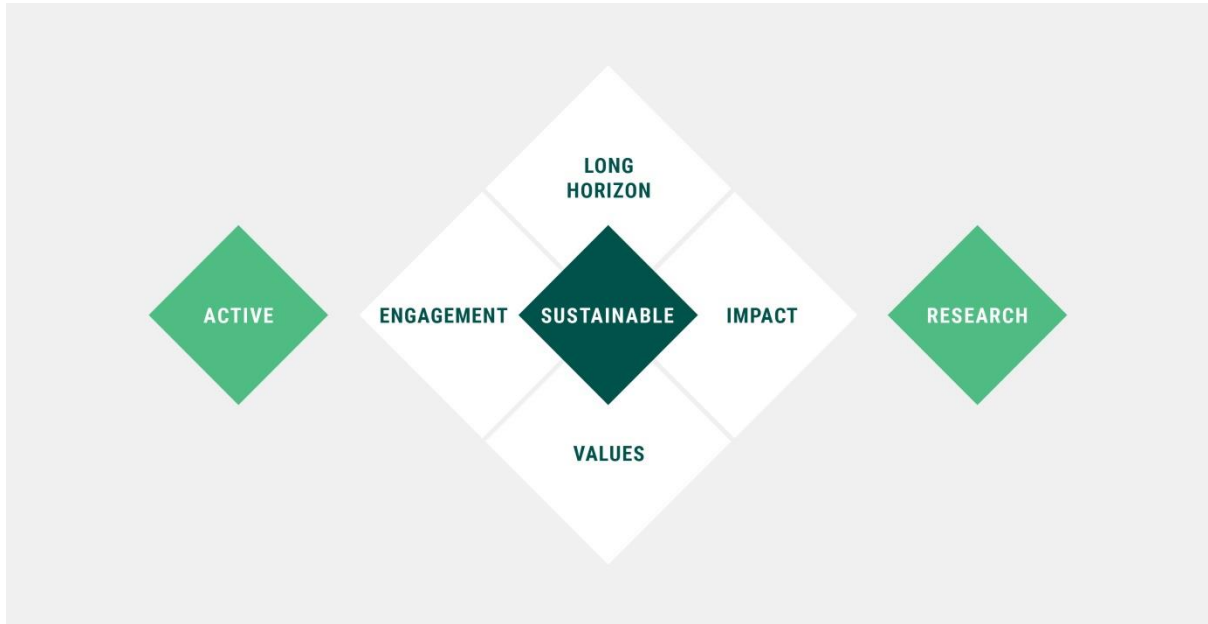 LONG
HORIZON
ACTIVE
ENGAGEMENT
SUSTAINABLE
IMPACT
RESEARCH
VALUES